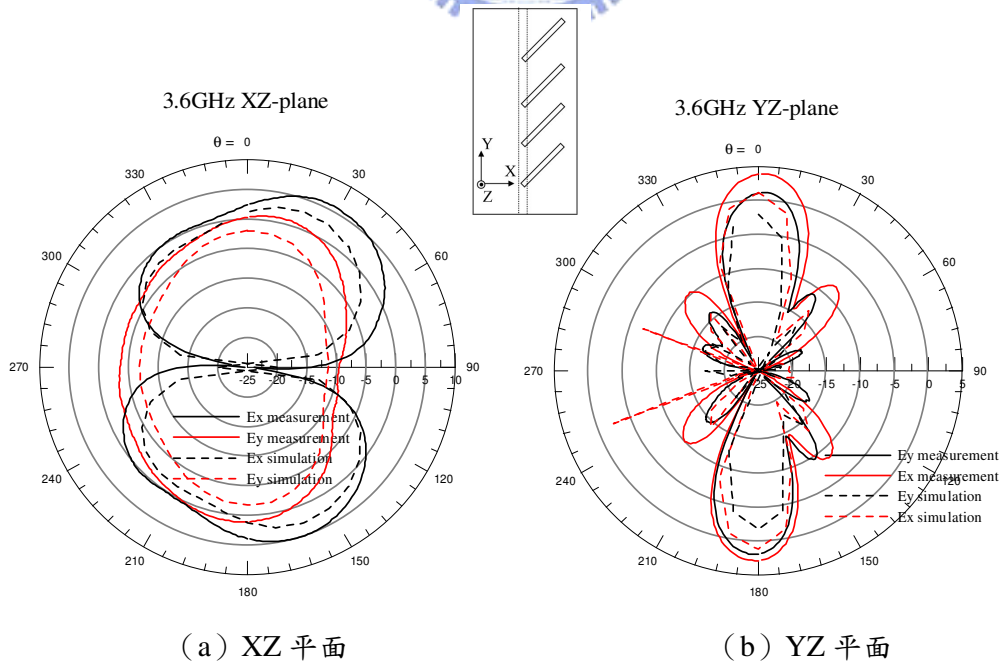 3.6GHz XZ-plane
θ = 0
30
60
90
120
150
180
210
240
270
300
330
-25 -20 -15 -10 -5 0 5 10
Ex measurement
Ey measurement
Ex simulation
Ey simulation
Y
X
Z
3.6GHz YZ-plane
θ = 0
30
60
90
120
150
180
210
240
270
300
330
-25 -20 -15 -10 -5 0 5
Ey measurement
Ex measurement
Ey simulation
Ex simulation
（a）XZ 平面
（b）YZ 平面